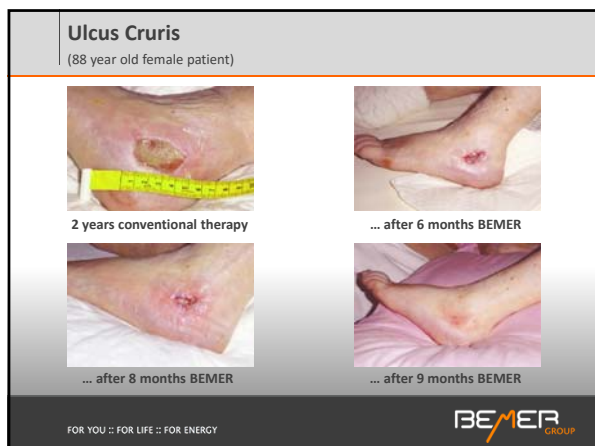 Ulcus Cruris
(88 year old female patient)
2 years conventional therapy
... after 6 months BEMER
... after 8 months BEMER
... after 9 months BEMER
FOR YOU :: FOR LIFE :: FOR ENERGY
BEMER
GROUP